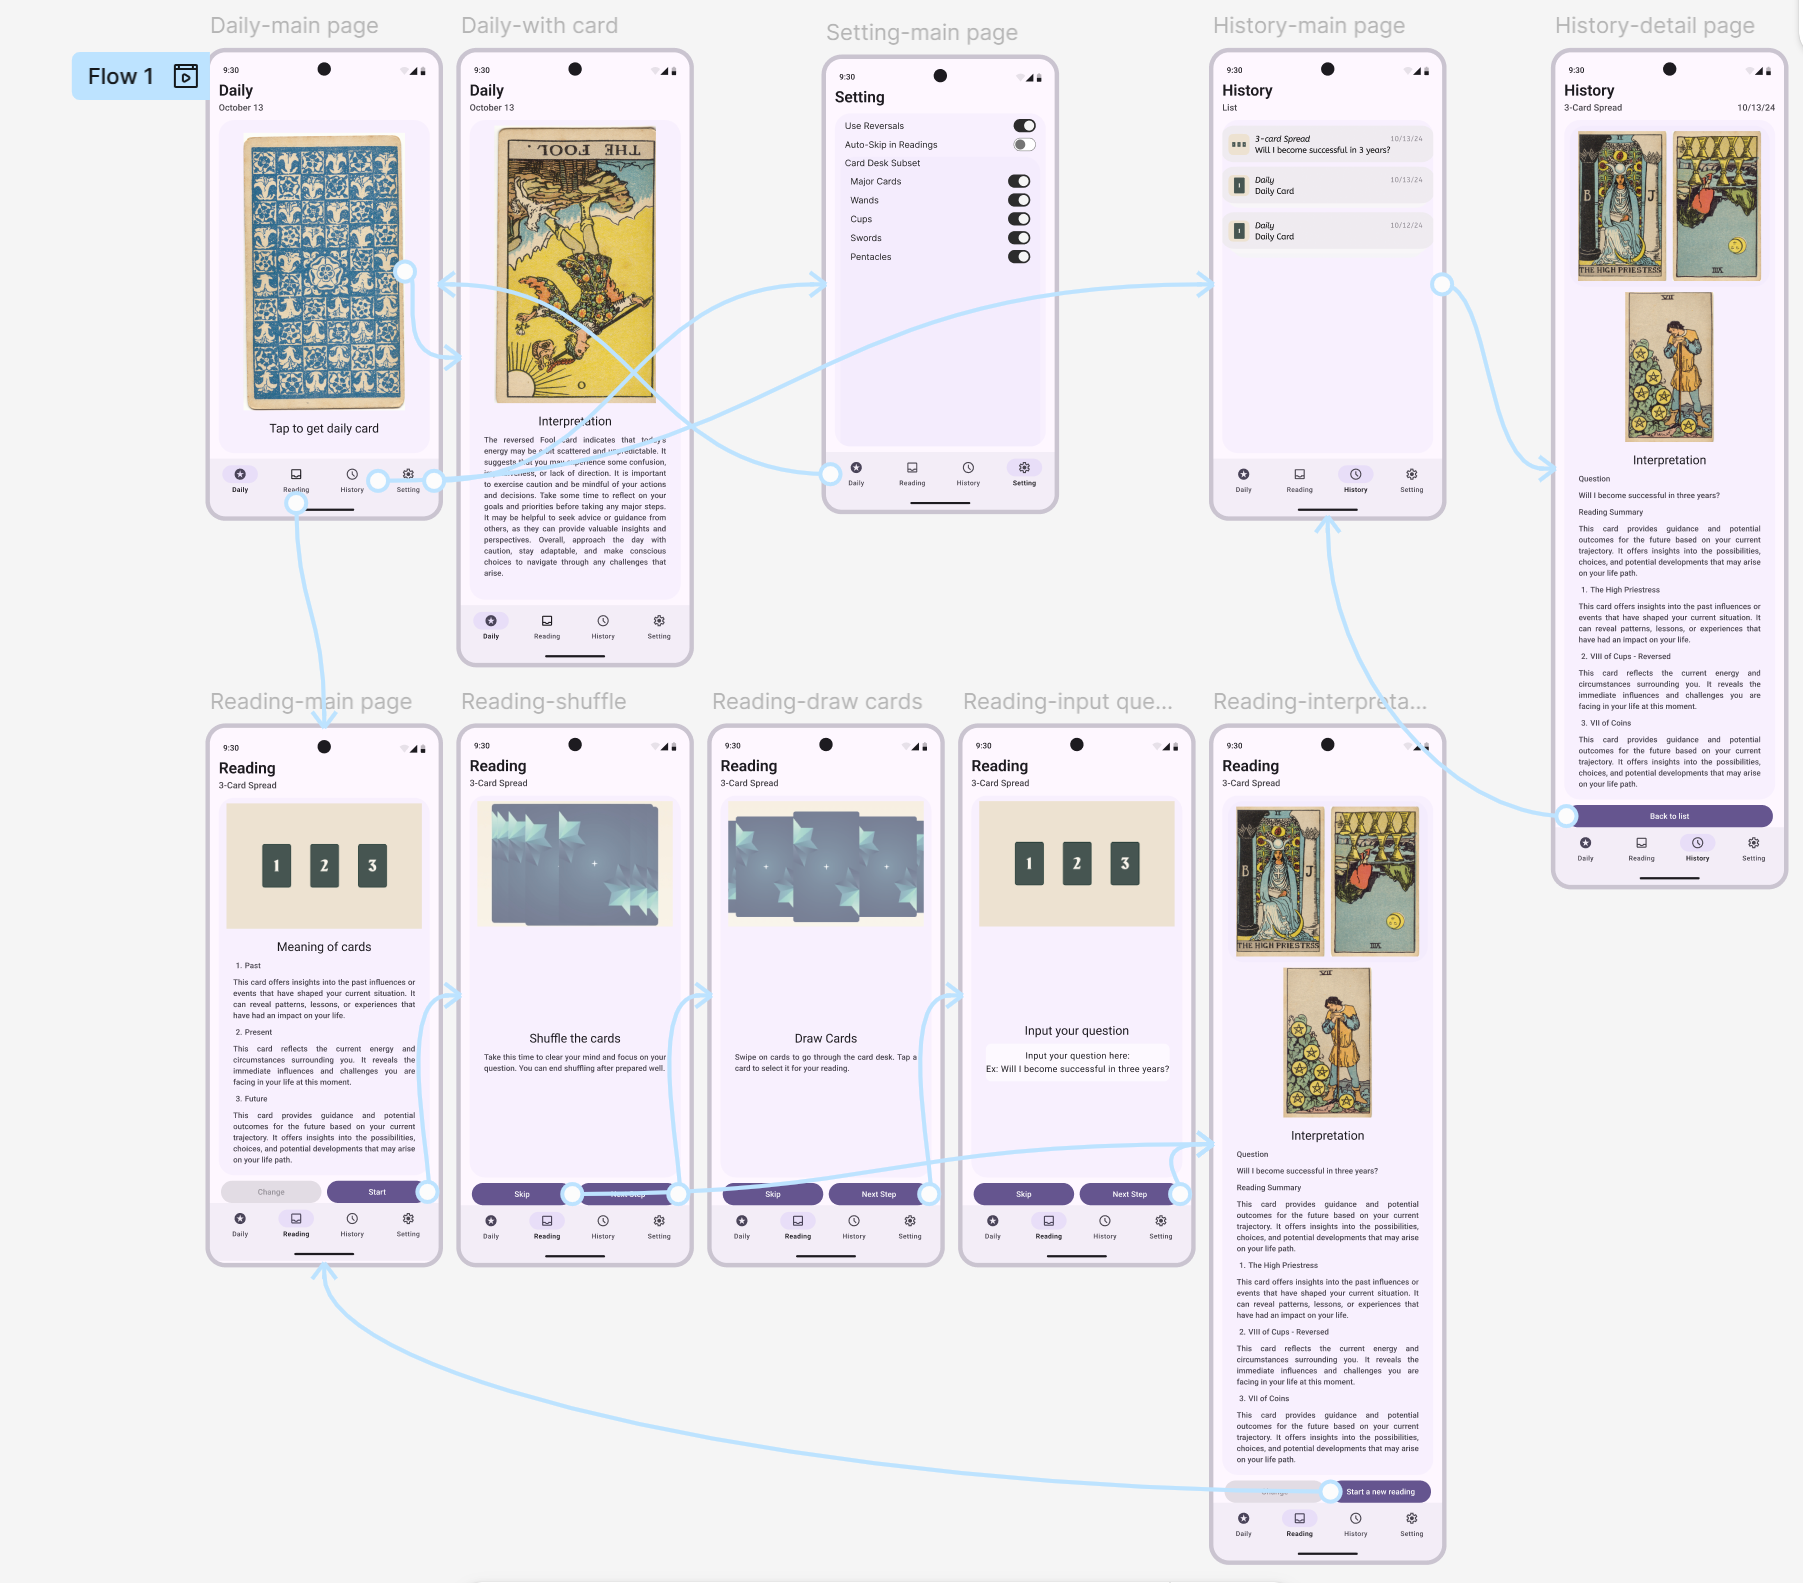 Daily-main page
Flow 1
9:30
Daily
October 13
Tap to get daily card
Daily
Reading
History
Setting
Daily-with card
9:30
Daily
October 13
THE FOOL.
0
Interpretation
The reversed Fool card indicates that today's
energy may be a bit scattered and unpredictable. It
suggests that you may experience some confusion,
impulsiveness, or lack of direction. It is important
to exercise caution and be mindful of your actions
and decisions. Take some time to reflect on your
goals and priorities before taking any major steps.
It may be helpful to seek advice or guidance from
others, as they can provide valuable insights and
perspectives. Overall, approach the day with
caution, stay adaptable, and make conscious
choices to navigate through any challenges that
arise.
Daily
Reading
History
Setting
Setting-main page
9:30
Setting
Use Reversals
Auto-Skip in Readings
Card Desk Subset
Major Cards
Wands
Cups
Swords
Pentacles
Daily
Reading
History
Setting
History-main page
9:30
History
List
3-card Spread 10/13/24
Will I become successful in 3 years?
Daily 10/13/24
Daily Card
Daily 10/12/24
Daily Card
Daily
Reading
History
Setting
History-detail page
9:30
History
3-Card Spread 10/13/24
B J
THE HIGH PRIESTESS
VIII
VII
Interpretation
Question
Will I become successful in three years?
Reading Summary
This card provides guidance and potential
outcomes for the future based on your current
trajectory. It offers insights into the possibilities,
choices, and potential developments that may arise
on your life path.
1. The High Priestress
This card offers insights into the past influences or
events that have shaped your current situation. It
can reveal patterns, lessons, or experiences that
have had an impact on your life.
2. VIII of Cups - Reversed
This card reflects the current energy and
circumstances surrounding you. It reveals the
immediate influences and challenges you are
facing in your life at this moment.
3. VII of Coins
This card provides guidance and potential
outcomes for the future based on your current
trajectory. It offers insights into the possibilities,
choices, and potential developments that may arise
on your life path.
Back to list
Daily
Reading
History
Setting
Reading-main page
9:30
Reading
3-Card Spread
1 2 3
Meaning of cards
1. Past
This card offers insights into the past influences or
events that have shaped your current situation. It
can reveal patterns, lessons, or experiences that
have had an impact on your life.
2. Present
This card reflects the current energy and
circumstances surrounding you. It reveals the
immediate influences and challenges you are
facing in your life at this moment.
3. Future
This card provides guidance and potential
outcomes for the future based on your current
trajectory. It offers insights into the possibilities,
choices, and potential developments that may arise
on your life path.
Change
Start
Daily
Reading
History
Setting
Reading-shuffle
9:30
Reading
3-Card Spread
Shuffle the cards
Take this time to clear your mind and focus on your
question. You can end shuffling after prepared well.
Skip
Next Step
Daily
Reading
History
Setting
Reading-draw cards
9:30
Reading
3-Card Spread
Draw Cards
Swipe on cards to go through the card desk. Tap a
card to select it for your reading.
Skip
Next Step
Daily
Reading
History
Setting
Reading-input que...
9:30
Reading
3-Card Spread
1 2 3
Input your question
Input your question here:
Ex: Will I become successful in three years?
Skip
Next Step
Daily
Reading
History
Setting
Reading-interpreta...
9:30
Reading
3-Card Spread
B J
THE HIGH PRIESTESS
VIII
VII
Interpretation
Question
Will I become successful in three years?
Reading Summary
This card provides guidance and potential
outcomes for the future based on your current
trajectory. It offers insights into the possibilities,
choices, and potential developments that may arise
on your life path.
1. The High Priestress
This card offers insights into the past influences or
events that have shaped your current situation. It
can reveal patterns, lessons, or experiences that
have had an impact on your life.
2. VIII of Cups - Reversed
This card reflects the current energy and
circumstances surrounding you. It reveals the
immediate influences and challenges you are
facing in your life at this moment.
3. VII of Coins
This card provides guidance and potential
outcomes for the future based on your current
trajectory. It offers insights into the possibilities,
choices, and potential developments that may arise
on your life path.
Change
Start a new reading
Daily
Reading
History
Setting